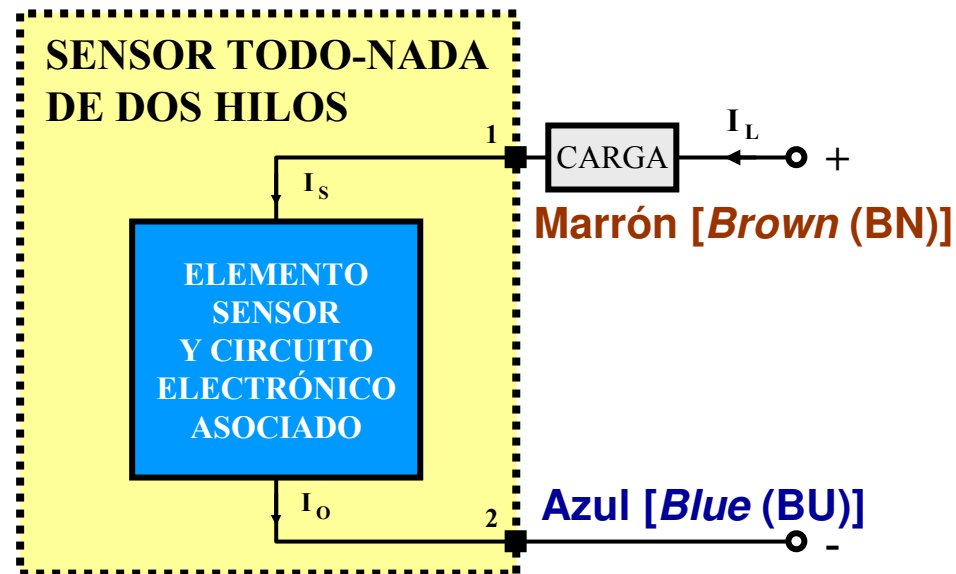 SENSOR TODO-NADA
DE DOS HILOS
1
CARGA
I L
+
I S
Marrón [Brown (BN)]
ELEMENTO
SENSOR
Y CIRCUITO
ELECTRÓNICO
ASOCIADO
I O
2
Azul [Blue (BU)]
-